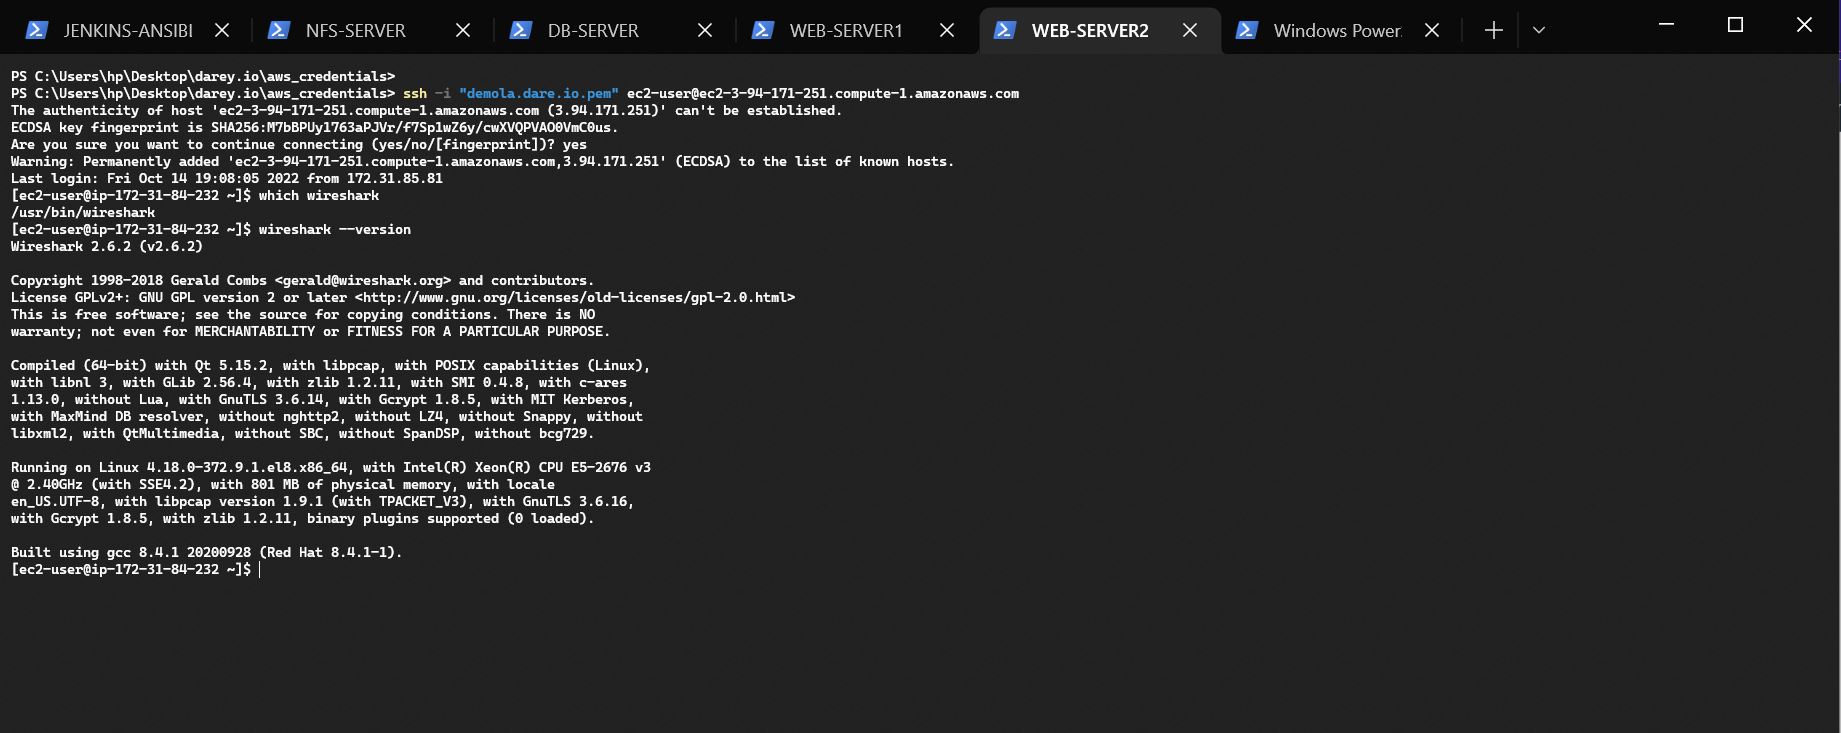 JENKINS-ANSIBI NFS-SERVER DB-SERVER WEB-SERVER1 WEB-SERVER2 Windows Power
PS C:\Users\hp\Desktop\darey.io\aws_credentials>
PS C:\Users\hp\Desktop\darey.io\aws_credentials> ssh -i "demola.dare.io.pem" ec2-user@ec2-3-94-171-251.compute-1.amazonaws.com
The authenticity of host 'ec2-3-94-171-251.compute-1.amazonaws.com (3.94.171.251)' can't be established.
ECDSA key fingerprint is SHA256:M7bBPUy1763aPJVr/f7Sp1wZ6y/cwXVQPVAO0VmC0us.
Are you sure you want to continue connecting (yes/no/[fingerprint])? yes
Warning: Permanently added 'ec2-3-94-171-251.compute-1.amazonaws.com,3.94.171.251' (ECDSA) to the list of known hosts.
Last login: Fri Oct 14 19:08:05 2022 from 172.31.85.81
[ec2-user@ip-172-31-84-232 ~]$ which wireshark
/usr/bin/wireshark
[ec2-user@ip-172-31-84-232 ~]$ wireshark --version
Wireshark 2.6.2 (v2.6.2)
Copyright 1998-2018 Gerald Combs <gerald@wireshark.org> and contributors.
License GPLv2+: GNU GPL version 2 or later <http://www.gnu.org/licenses/old-licenses/gpl-2.0.html>
This is free software; see the source for copying conditions. There is NO
warranty; not even for MERCHANTABILITY or FITNESS FOR A PARTICULAR PURPOSE.
Compiled (64-bit) with Qt 5.15.2, with libpcap, with POSIX capabilities (Linux),
with libnl 3, with GLib 2.56.4, with zlib 1.2.11, with SMI 0.4.8, with c-ares
1.13.0, without Lua, with GnuTLS 3.6.14, with Gcrypt 1.8.5, with MIT Kerberos,
with MaxMind DB resolver, without nghttp2, without LZ4, without Snappy, without
libxml2, with QtMultimedia, without SBC, without SpanDSP, without bcg729.
Running on Linux 4.18.0-372.9.1.el8.x86_64, with Intel(R) Xeon(R) CPU E5-2676 v3
@ 2.40GHz (with SSE4.2), with 801 MB of physical memory, with locale
en_US.UTF-8, with libpcap version 1.9.1 (with TPACKET_V3), with GnuTLS 3.6.16,
with Gcrypt 1.8.5, with zlib 1.2.11, binary plugins supported (0 loaded).
Built using gcc 8.4.1 20200928 (Red Hat 8.4.1-1).
[ec2-user@ip-172-31-84-232 ~]$